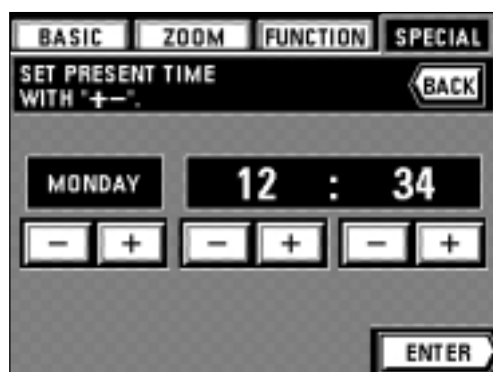 BASIC ZOOM FUNCTION SPECIAL
SET PRESENT TIME
WITH "+−".
BACK
MONDAY 12 : 34
− + − + − +
ENTER